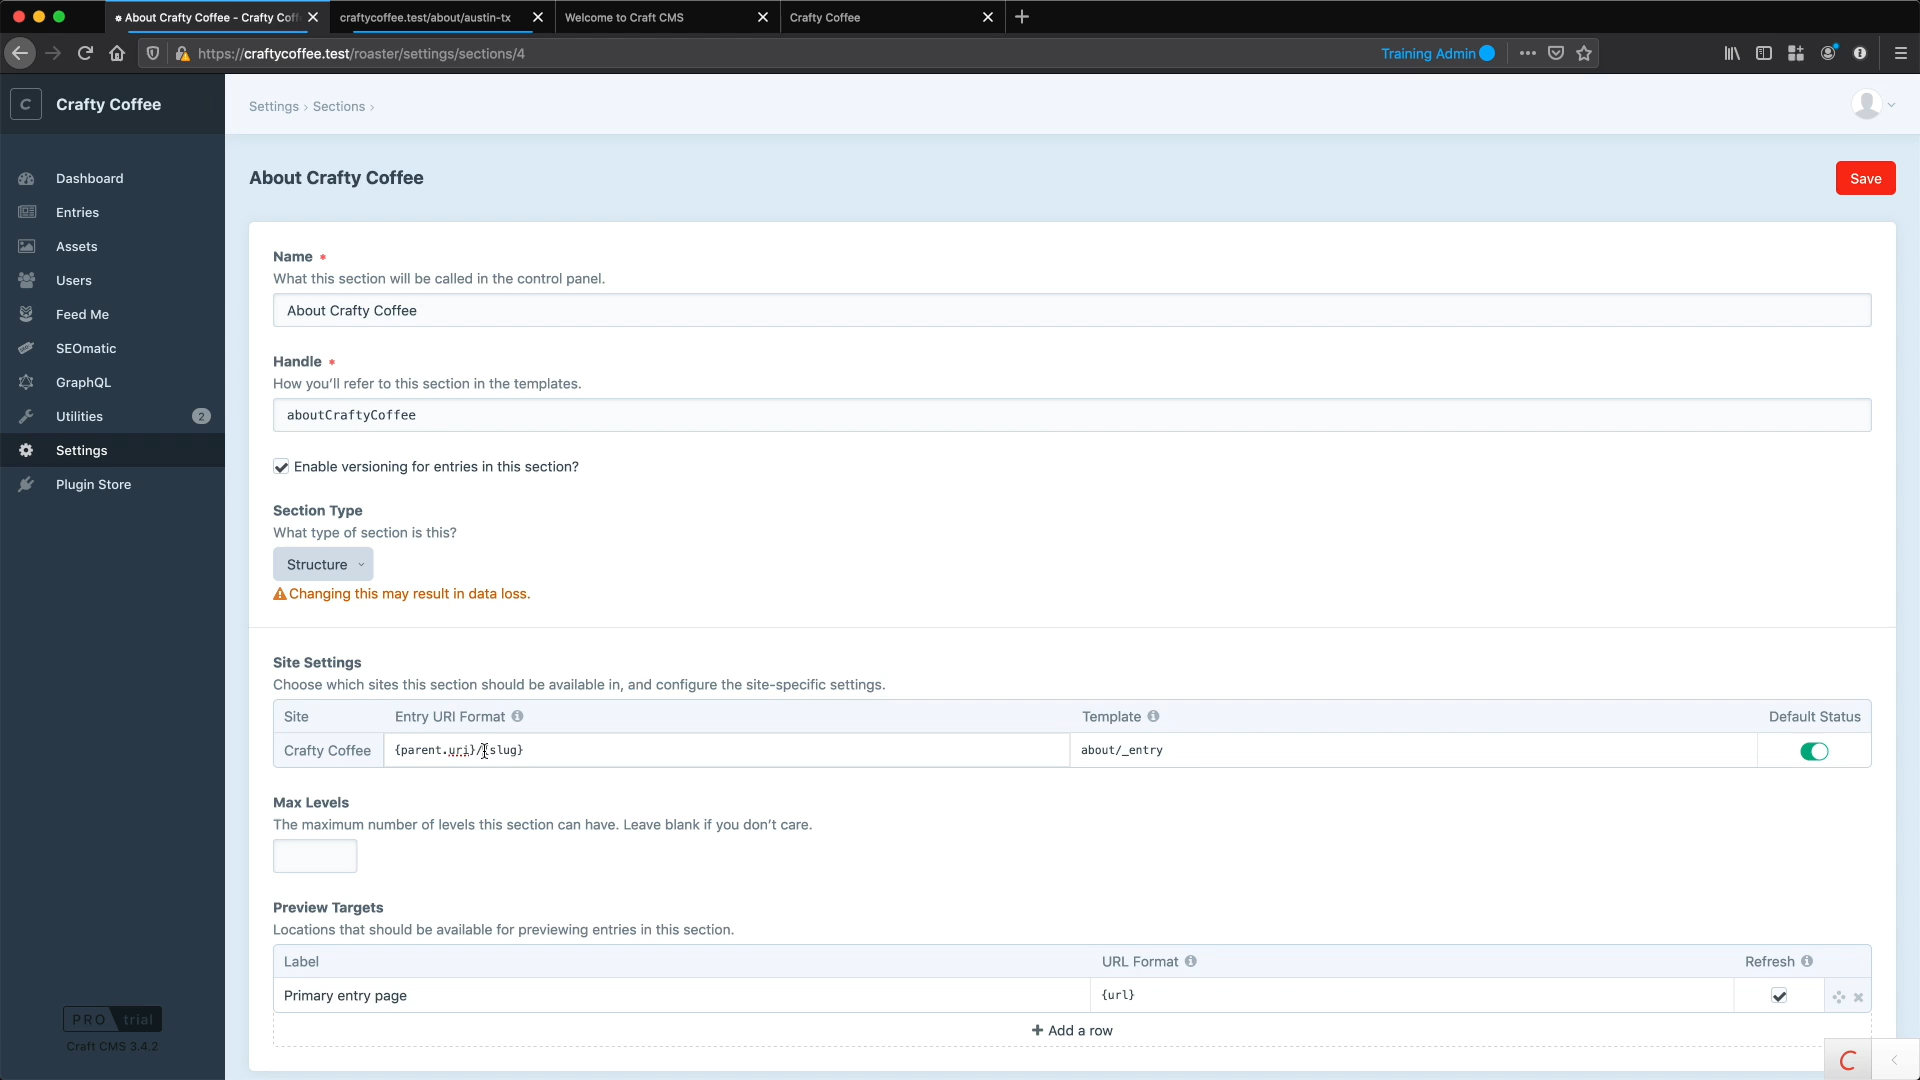 About Crafty Coffee - Crafty Coff
craftycoffee.test/about/austin-tx
Welcome to Craft CMS
Crafty Coffee
https://craftycoffee.test/roaster/settings/sections/4
Training Admin
C
Crafty Coffee
Settings › Sections ›
Dashboard
Entries
Assets
Users
Feed Me
SEOmatic
GraphQL
Utilities
2
Settings
Plugin Store
PRO trial
Craft CMS 3.4.2
About Crafty Coffee
Save
Name *
What this section will be called in the control panel.
About Crafty Coffee
Handle *
How you’ll refer to this section in the templates.
aboutCraftyCoffee
Enable versioning for entries in this section?
Section Type
What type of section is this?
Structure
Changing this may result in data loss.
Site Settings
Choose which sites this section should be available in, and configure the site-specific settings.
Site Entry URI Format Template Default Status
Crafty Coffee {parent.uri}/{slug} about/_entry
Max Levels
The maximum number of levels this section can have. Leave blank if you don’t care.
Preview Targets
Locations that should be available for previewing entries in this section.
Label URL Format Refresh
Primary entry page {url}
+ Add a row